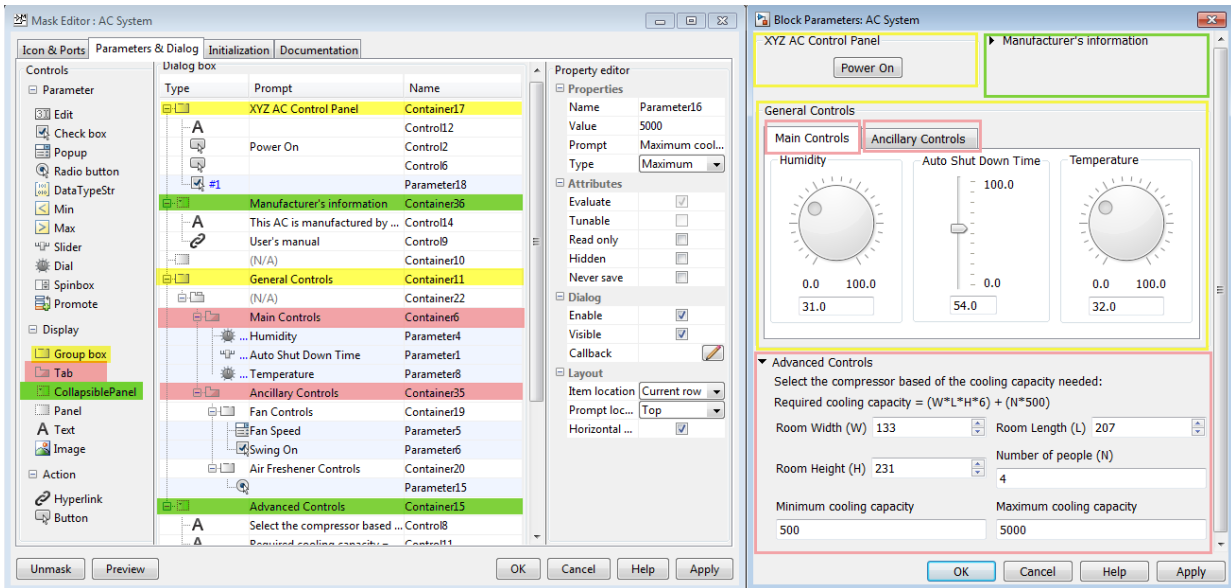 Mask Editor : AC System
Icon & Ports Parameters & Dialog Initialization Documentation
Controls
Parameter
Edit
Check box
Popup
Radio button
DataTypeStr
Min
Max
Slider
Dial
Spinbox
Promote
Display
Group box
Tab
CollapsiblePanel
Panel
Text
Image
Action
Hyperlink
Button
Dialog box
Type Prompt Name
XYZ AC Control Panel Container17
A Control12
Power On Control2
Control6
#1 Parameter18
Manufacturer's information Container36
A This AC is manufactured by ... Control14
User's manual Control9
(N/A) Container10
General Controls Container11
(N/A) Container22
Main Controls Container6
... Humidity Parameter4
... Auto Shut Down Time Parameter1
... Temperature Parameter8
Ancillary Controls Container35
Fan Controls Container19
Fan Speed Parameter5
Swing On Parameter6
Air Freshener Controls Container20
Parameter15
Advanced Controls Container15
A Select the compressor based ... Control8
A Required cooling capacity = ... Control11
Property editor
Properties
Name Parameter16
Value 5000
Prompt Maximum cool...
Type Maximum
Attributes
Evaluate
Tunable
Read only
Hidden
Never save
Dialog
Enable
Visible
Callback
Layout
Item location Current row
Prompt loc... Top
Horizontal ...
Unmask Preview OK Cancel Help Apply
Block Parameters: AC System
XYZ AC Control Panel
Power On
Manufacturer's information
General Controls
Main Controls Ancillary Controls
Humidity Auto Shut Down Time Temperature
100.0
0.0 100.0 0.0 0.0 100.0
31.0 54.0 32.0
Advanced Controls
Select the compressor based of the cooling capacity needed:
Required cooling capacity = (W*L*H*6) + (N*500)
Room Width (W) 133 Room Length (L) 207
Room Height (H) 231 Number of people (N)
4
Minimum cooling capacity Maximum cooling capacity
500 5000
OK Cancel Help Apply